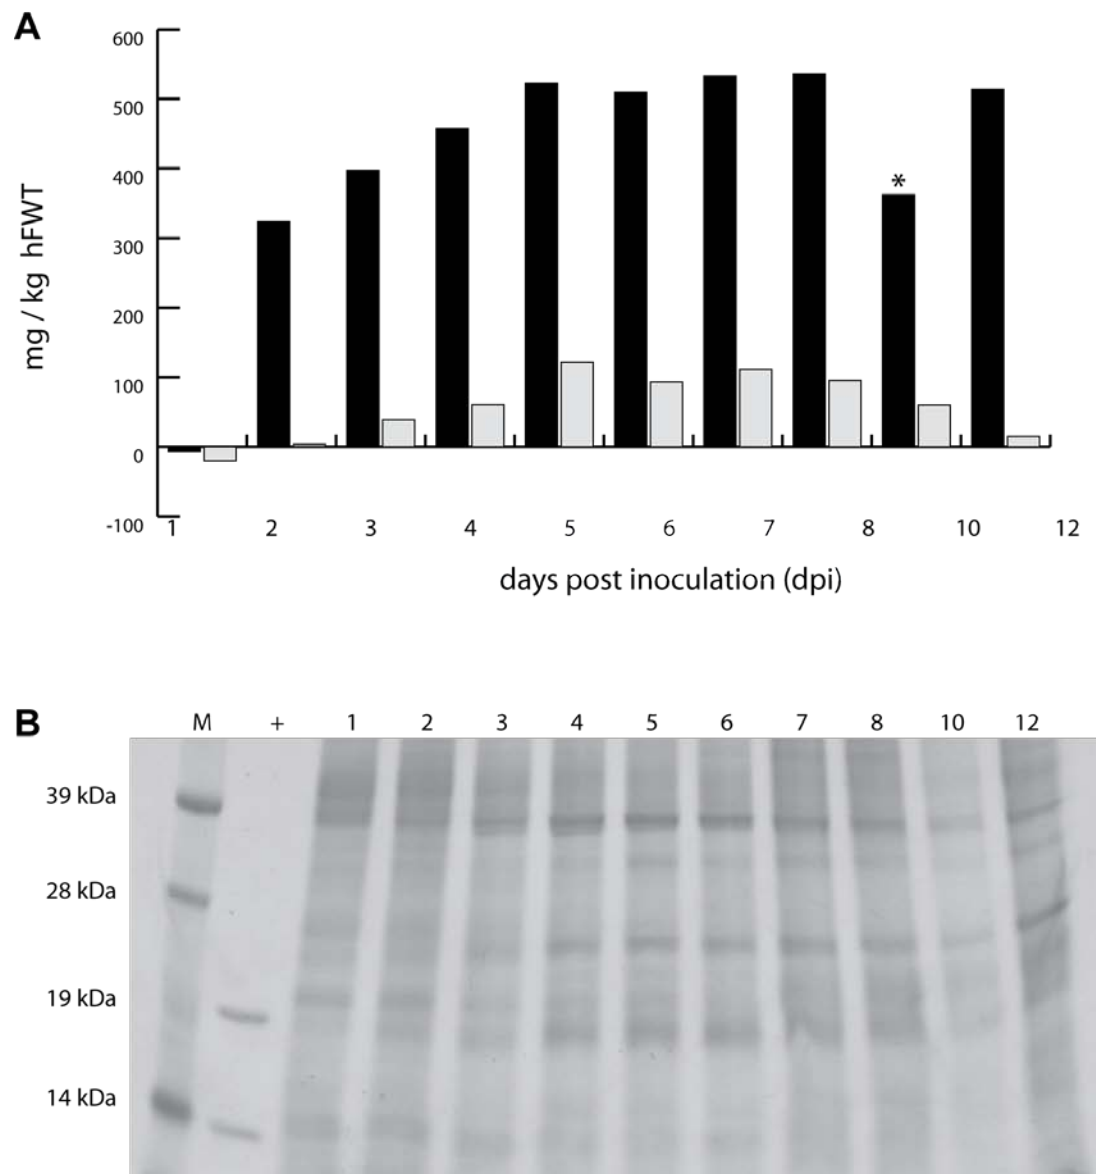 A
600
500
400
300
200
100
0
-100
mg / kg hFWT
*
1 2 3 4 5 6 7 8 10 12
days post inoculation (dpi)
B
M + 1 2 3 4 5 6 7 8 10 12
39 kDa
28 kDa
19 kDa
14 kDa